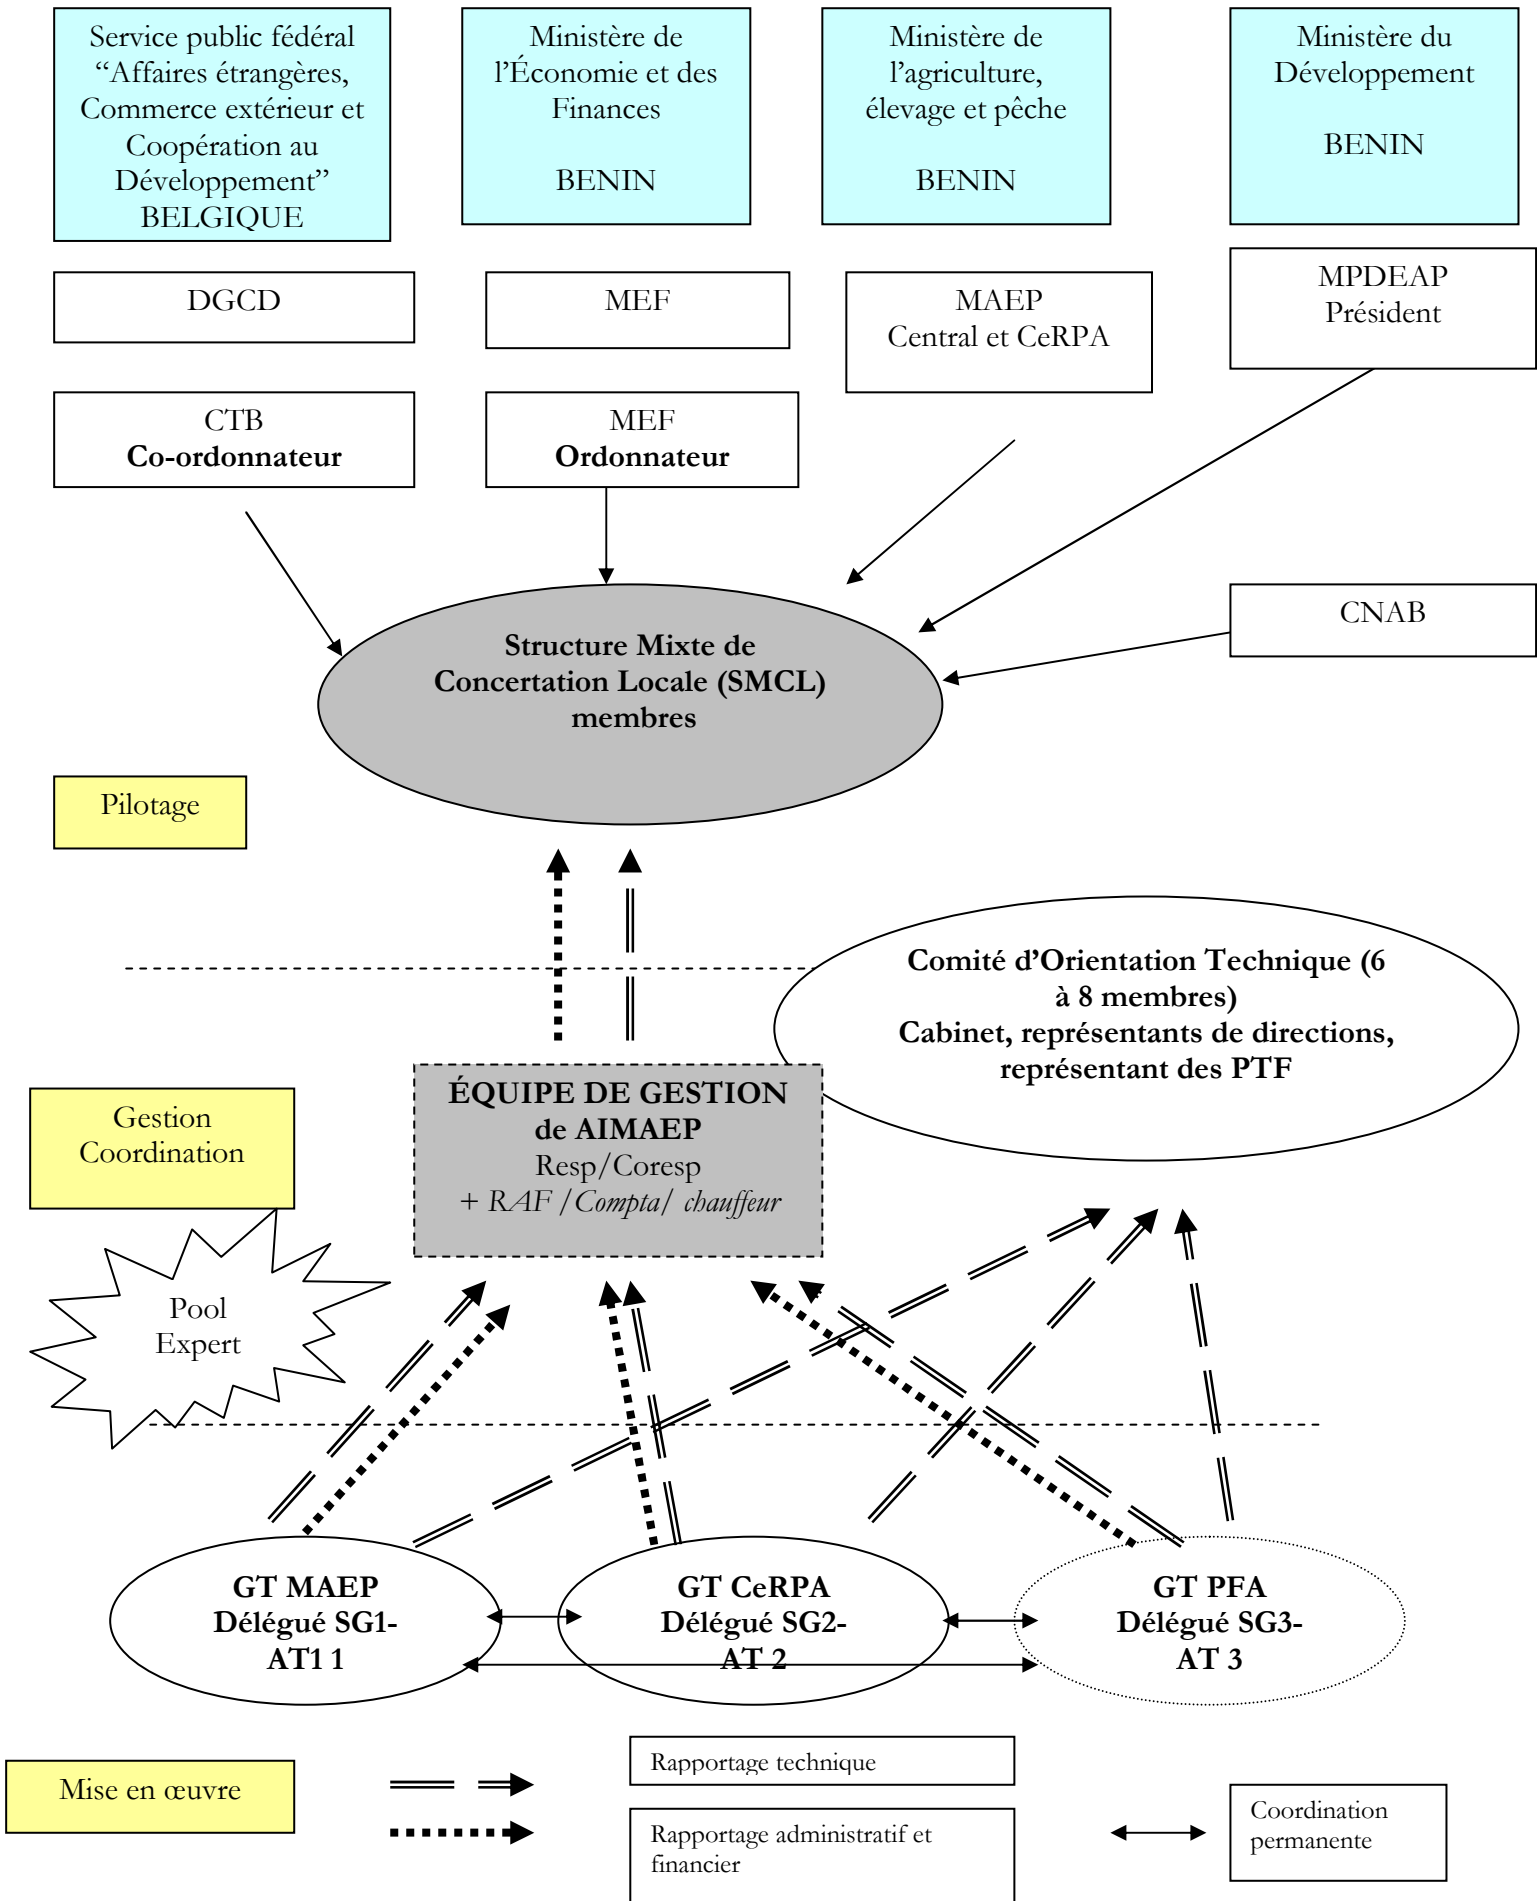 Service public fédéral
“Affaires étrangères,
Commerce extérieur et
Coopération au
Développement”
BELGIQUE
Ministère de
l’Économie et des
Finances
BENIN
Ministère de
l’agriculture,
élevage et pêche
BENIN
Ministère du
Développement
BENIN
DGCD
MEF
MAEP
Central et CeRPA
MPDEAP
Président
CTB
Co-ordonnateur
MEF
Ordonnateur
CNAB
Structure Mixte de
Concertation Locale (SMCL)
membres
Pilotage
Comité d’Orientation Technique (6
à 8 membres)
Cabinet, représentants de directions,
représentant des PTF
ÉQUIPE DE GESTION
de AIMAEP
Resp/Coresp
+ RAF /Compta/ chauffeur
Gestion
Coordination
Pool
Expert
GT MAEP
Délégué SG1-
AT1 1
GT CeRPA
Délégué SG2-
AT 2
GT PFA
Délégué SG3-
AT 3
Mise en œuvre
Rapportage technique
Rapportage administratif et
financier
Coordination
permanente